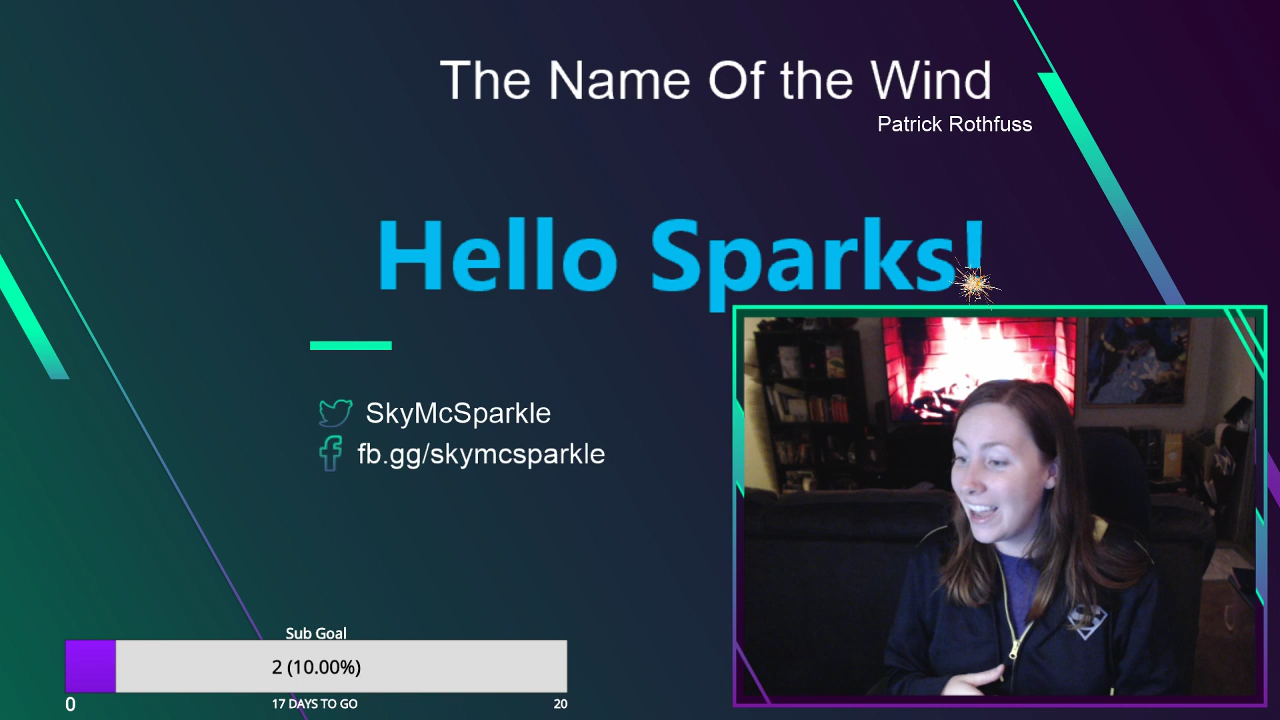 The Name Of the Wind
Patrick Rothfuss
Hello Sparks!
SkyMcSparkle
fb.gg/skymcsparkle
Sub Goal
2 (10.00%)
0
17 DAYS TO GO
20